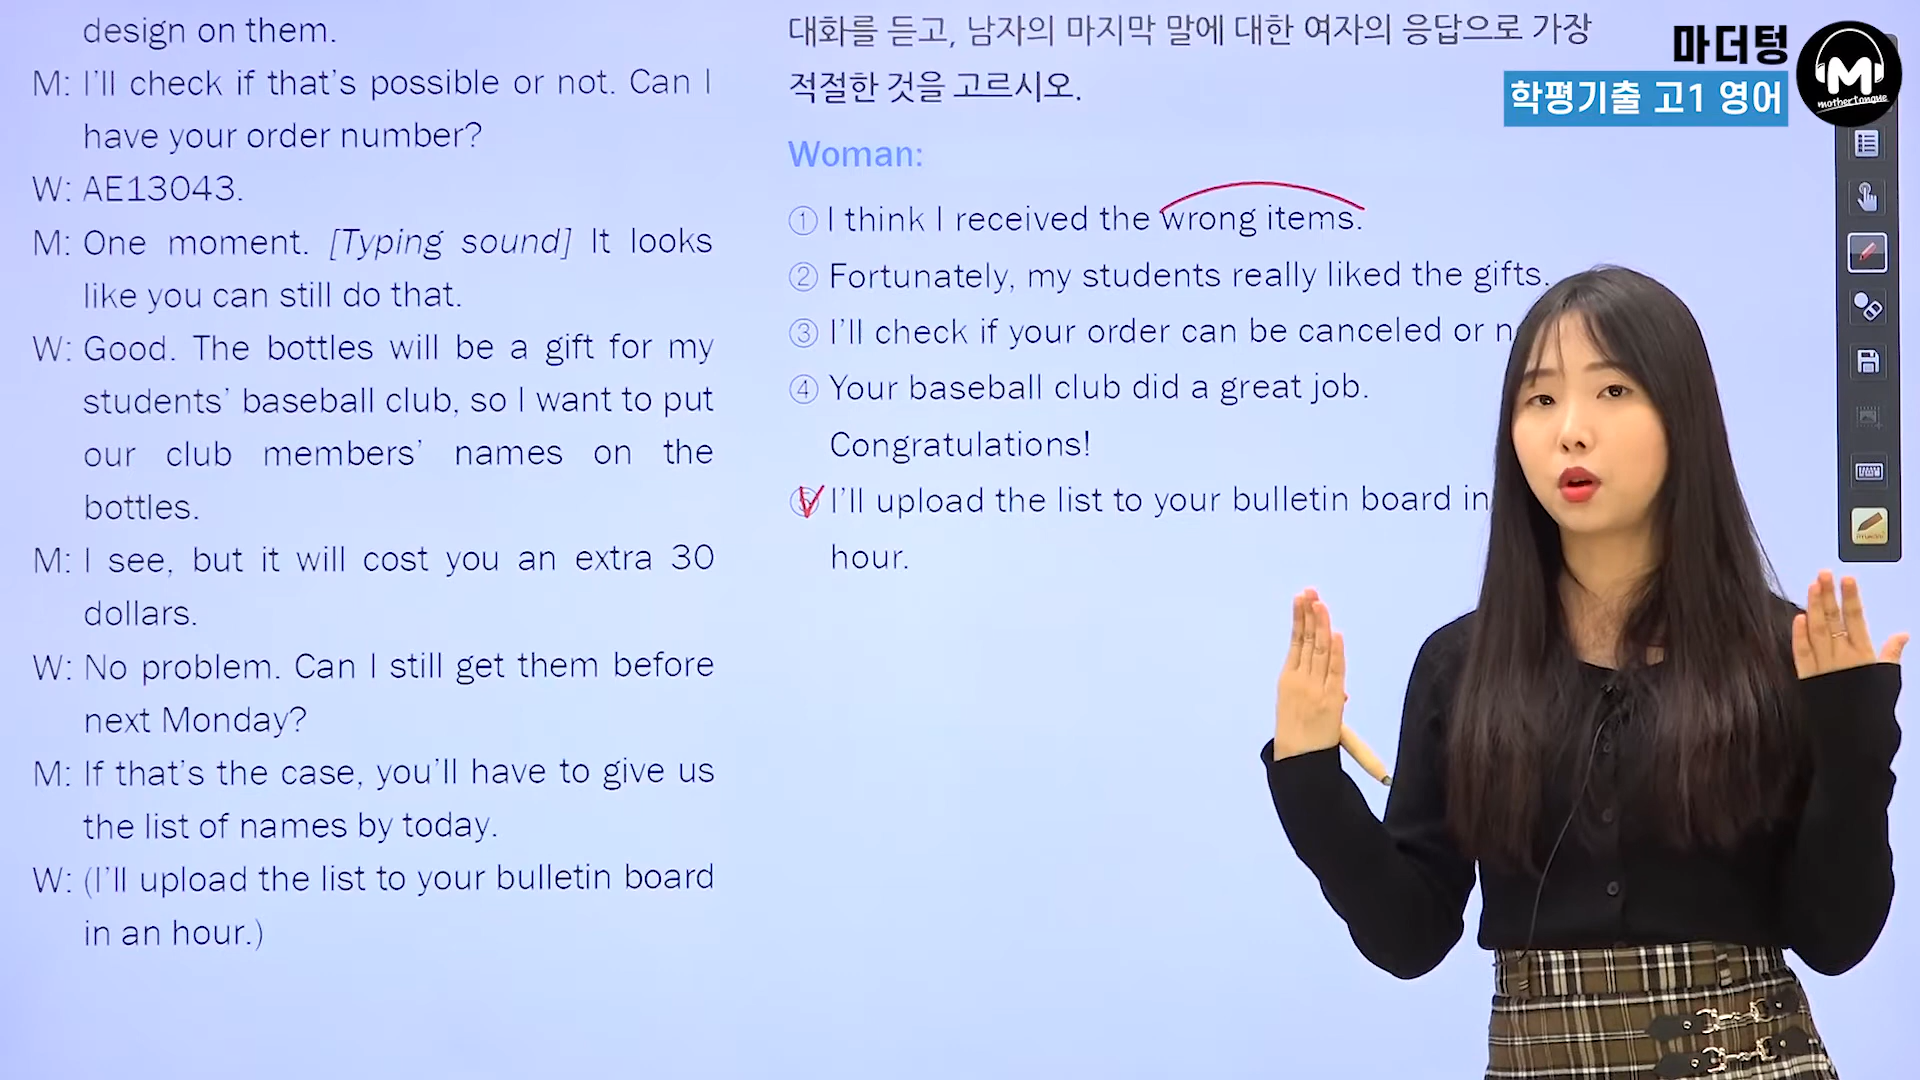 design on them.
M: I'll check if that's possible or not. Can I
have your order number?
W: AE13043.
M: One moment. [Typing sound] It looks
like you can still do that.
W: Good. The bottles will be a gift for my
students' baseball club, so I want to put
our club members' names on the
bottles.
M: I see, but it will cost you an extra 30
dollars.
W: No problem. Can I still get them before
next Monday?
M: If that's the case, you'll have to give us
the list of names by today.
W: (I'll upload the list to your bulletin board
in an hour.)
대화를 듣고, 남자의 마지막 말에 대한 여자의 응답으로 가장
적절한 것을 고르시오.
Woman:
① I think I received the wrong items.
② Fortunately, my students really liked the gifts.
③ I'll check if your order can be canceled or
④ Your baseball club did a great job.
Congratulations!
⑤ I'll upload the list to your bulletin board in
hour.
마더텅
학평기출 고1 영어
M
mothertongue